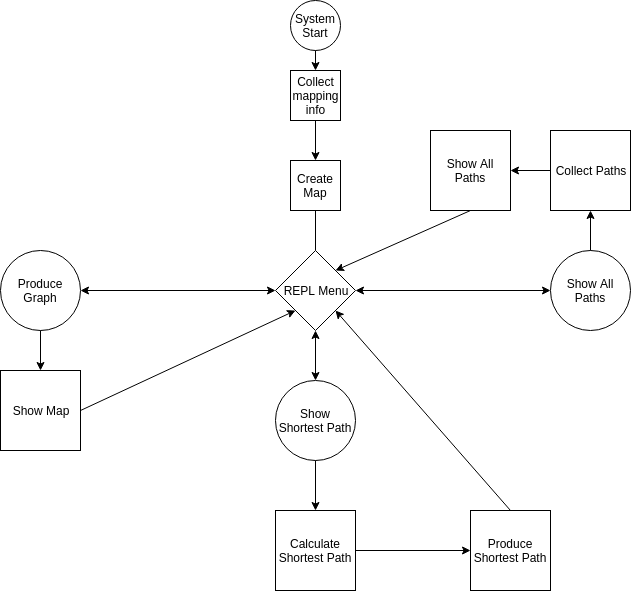 System
Start
Collect
mapping
info
Create
Map
Show All
Paths
Collect Paths
Produce
Graph
REPL Menu
Show All
Paths
Show Map
Show
Shortest Path
Calculate
Shortest Path
Produce
Shortest Path